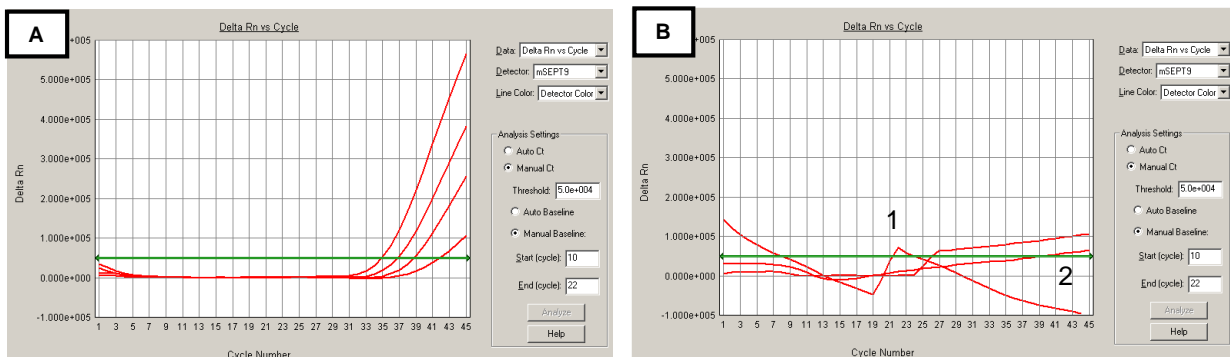 A
Delta Rn vs Cycle
e+005
5.000e+005
4.000e+005
3.000e+005
2.000e+005
1.000e+005
0.000e+005
-1.000e+005
Delta Rn
1 3 5 7 9 11 13 15 17 19 21 23 25 27 29 31 33 35 37 39 41 43 45
Cycle Number
Data: Delta Rn vs Cycle
Detector: mSEPT9
Line Color: Detector Color
Analysis Settings
Auto Ct
Manual Ct
Threshold: 5.0e+004
Auto Baseline
Manual Baseline:
Start (cycle): 10
End (cycle): 22
Analyze
Help
B
Delta Rn vs Cycle
e+005
5.000e+005
4.000e+005
3.000e+005
2.000e+005
1.000e+005
0.000e+005
-1.000e+005
Delta Rn
1
2
1 3 5 7 9 11 13 15 17 19 21 23 25 27 29 31 33 35 37 39 41 43 45
Cycle Number
Data: Delta Rn vs Cycle
Detector: mSEPT9
Line Color: Detector Color
Analysis Settings
Auto Ct
Manual Ct
Threshold: 5.0e+004
Auto Baseline
Manual Baseline:
Start (cycle): 10
End (cycle): 22
Analyze
Help